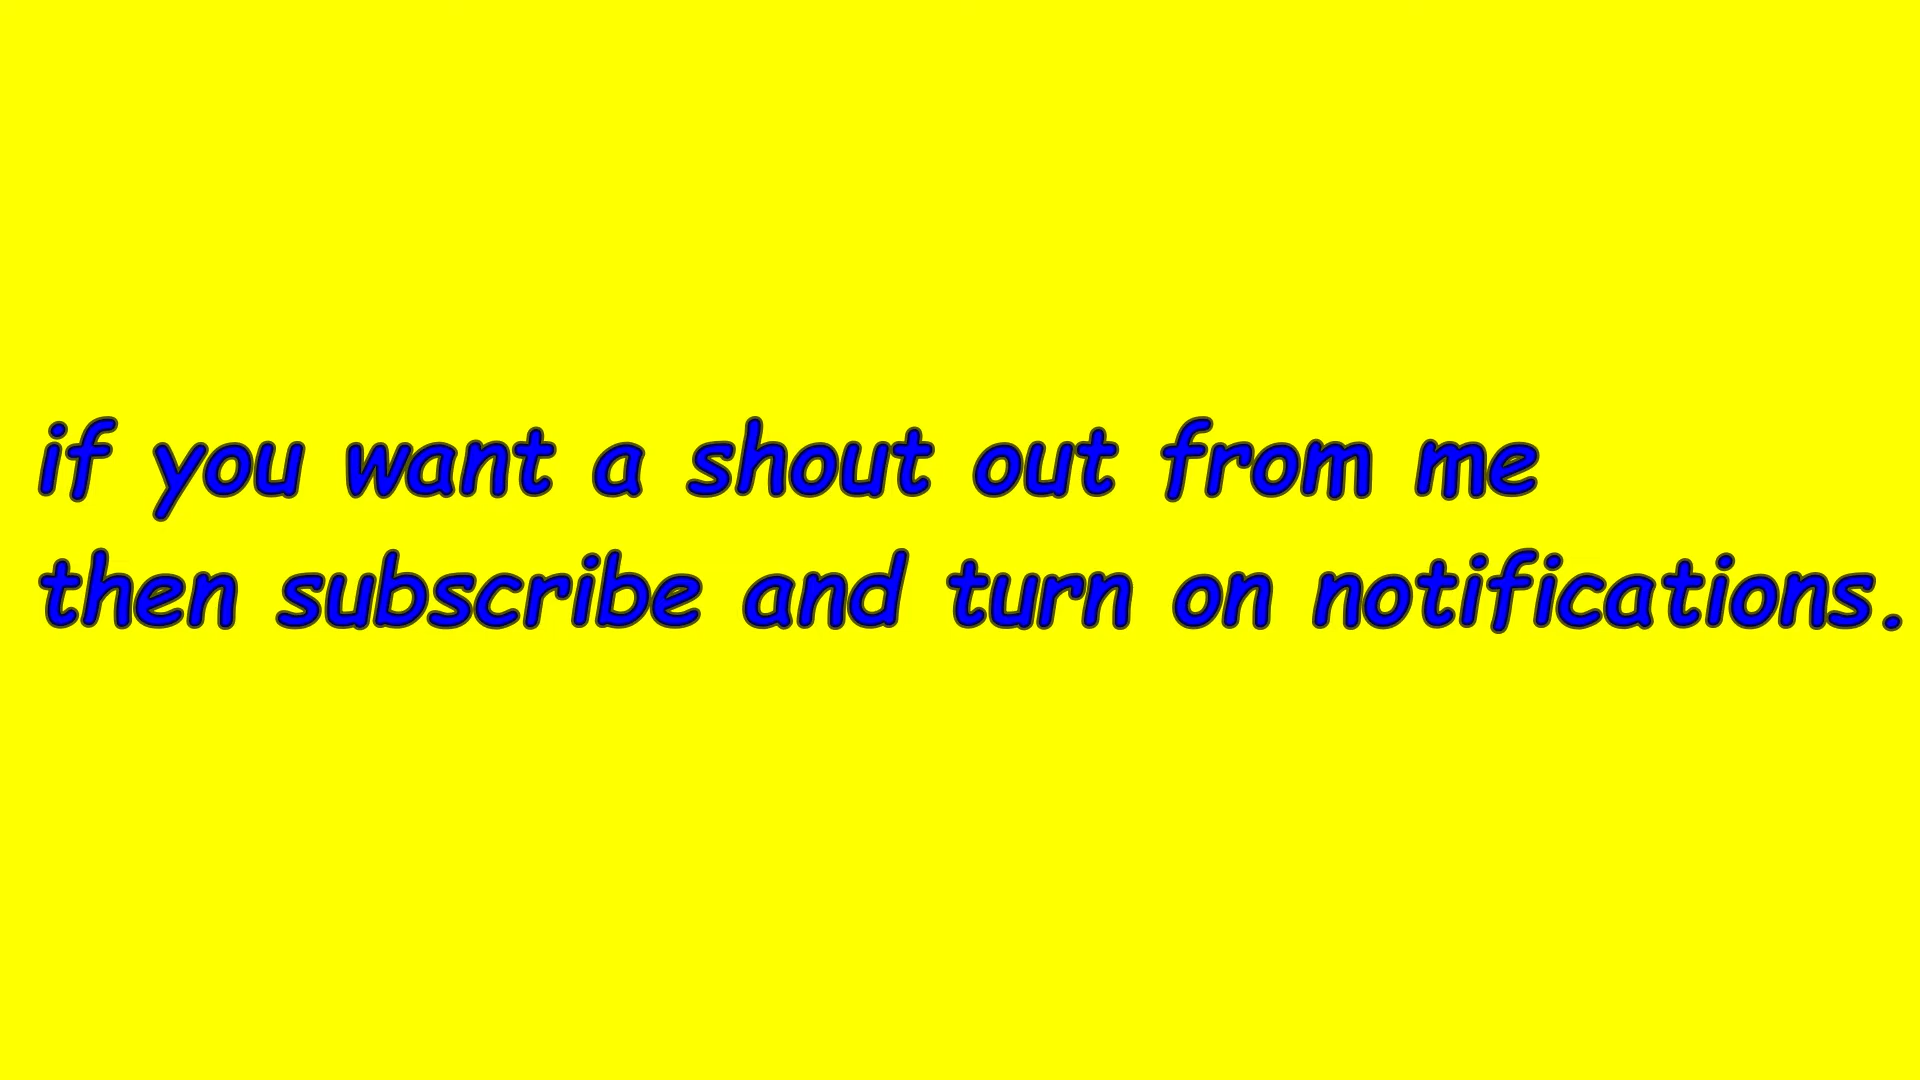 if you want a shout out from me
then subscribe and turn on notifications.